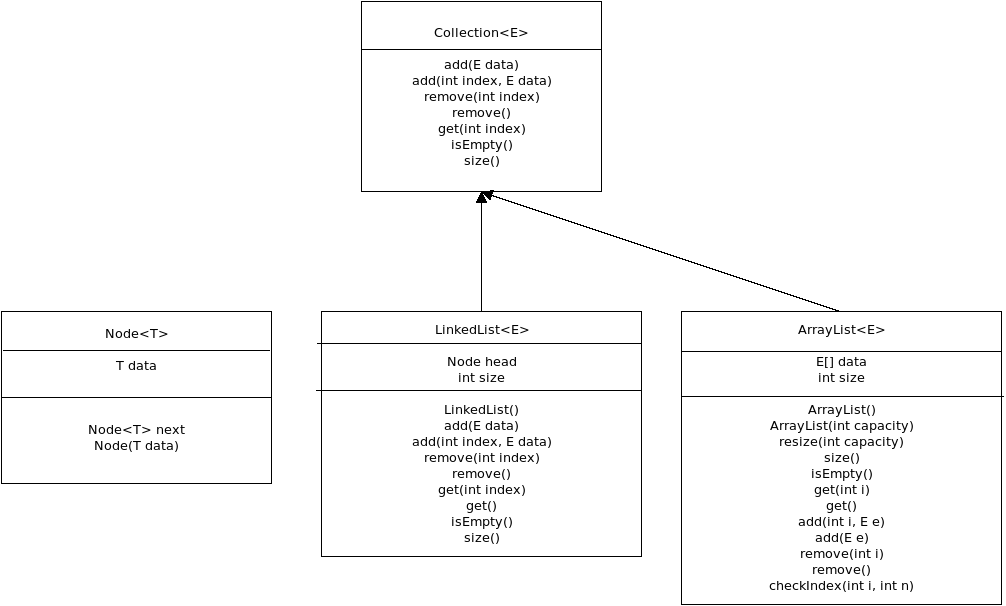 Collection<E>
add(E data)
add(int index, E data)
remove(int index)
remove()
get(int index)
isEmpty()
size()
Node<T>
T data
Node<T> next
Node(T data)
LinkedList<E>
Node head
int size
LinkedList()
add(E data)
add(int index, E data)
remove(int index)
remove()
get(int index)
get()
isEmpty()
size()
ArrayList<E>
E[] data
int size
ArrayList()
ArrayList(int capacity)
resize(int capacity)
size()
isEmpty()
get(int i)
get()
add(int i, E e)
add(E e)
remove(int i)
remove()
checkIndex(int i, int n)